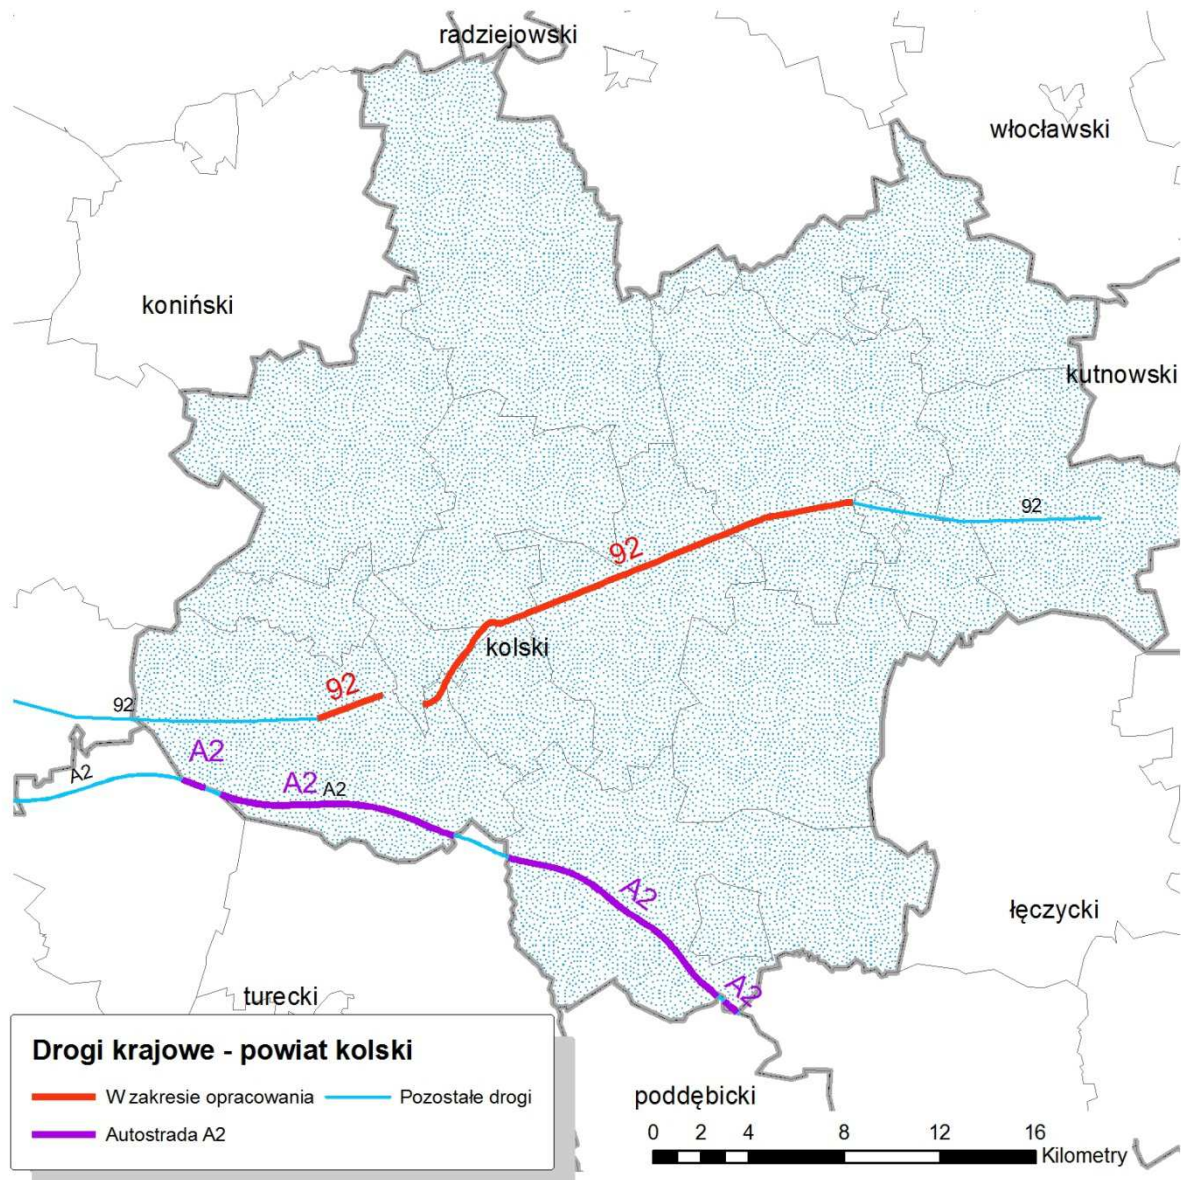 radziejowski
włocławski
koniński
kutnowski
92
92
kolski
92
92
A2
A2
A2 A2
A2
łęczycki
A2
turecki
Drogi krajowe - powiat kolski
W zakresie opracowania
Pozostałe drogi
Autostrada A2
poddębicki
0 2 4 8 12 16
Kilometry